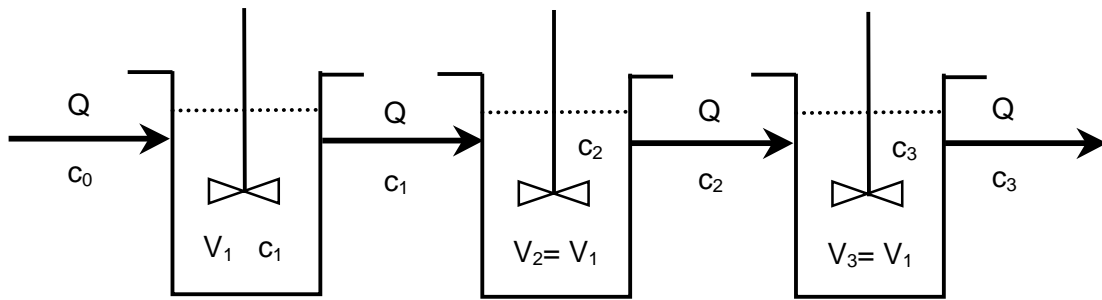 Q Q Q Q
c₀ c₁ c₂ c₃
c₂ c₃
V₁ c₁ V₂= V₁ V₃= V₁